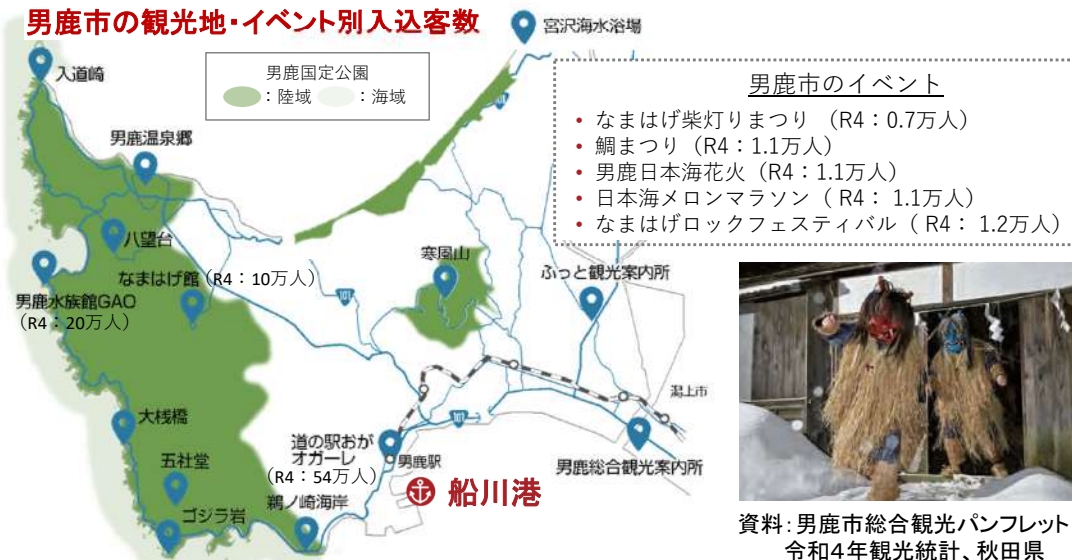 男鹿市の観光地・イベント別入込客数
宮沢海水浴場
入道崎
男鹿国定公園
:陸域 :海域
男鹿市のイベント
• なまはげ柴灯りまつり (R4:0.7万人)
• 鯛まつり(R4:1.1万人)
• 男鹿日本海花火(R4:1.1万人)
• 日本海メロンマラソン( R4: 1.1万人)
• なまはげロックフェスティバル( R4: 1.2万人)
101
男鹿温泉郷
八望台
寒風山
なまはげ館(R4:10万人)
ふっと観光案内所
男鹿水族館GAO
(R4:20万人)
101
潟上市
大桟橋
101
道の駅おが
オガーレ
(R4:54万人)
男鹿駅
男鹿総合観光案内所
五社堂
船川港
鵜ノ崎海岸
ゴジラ岩
資料:男鹿市総合観光パンフレット
令和4年観光統計、秋田県